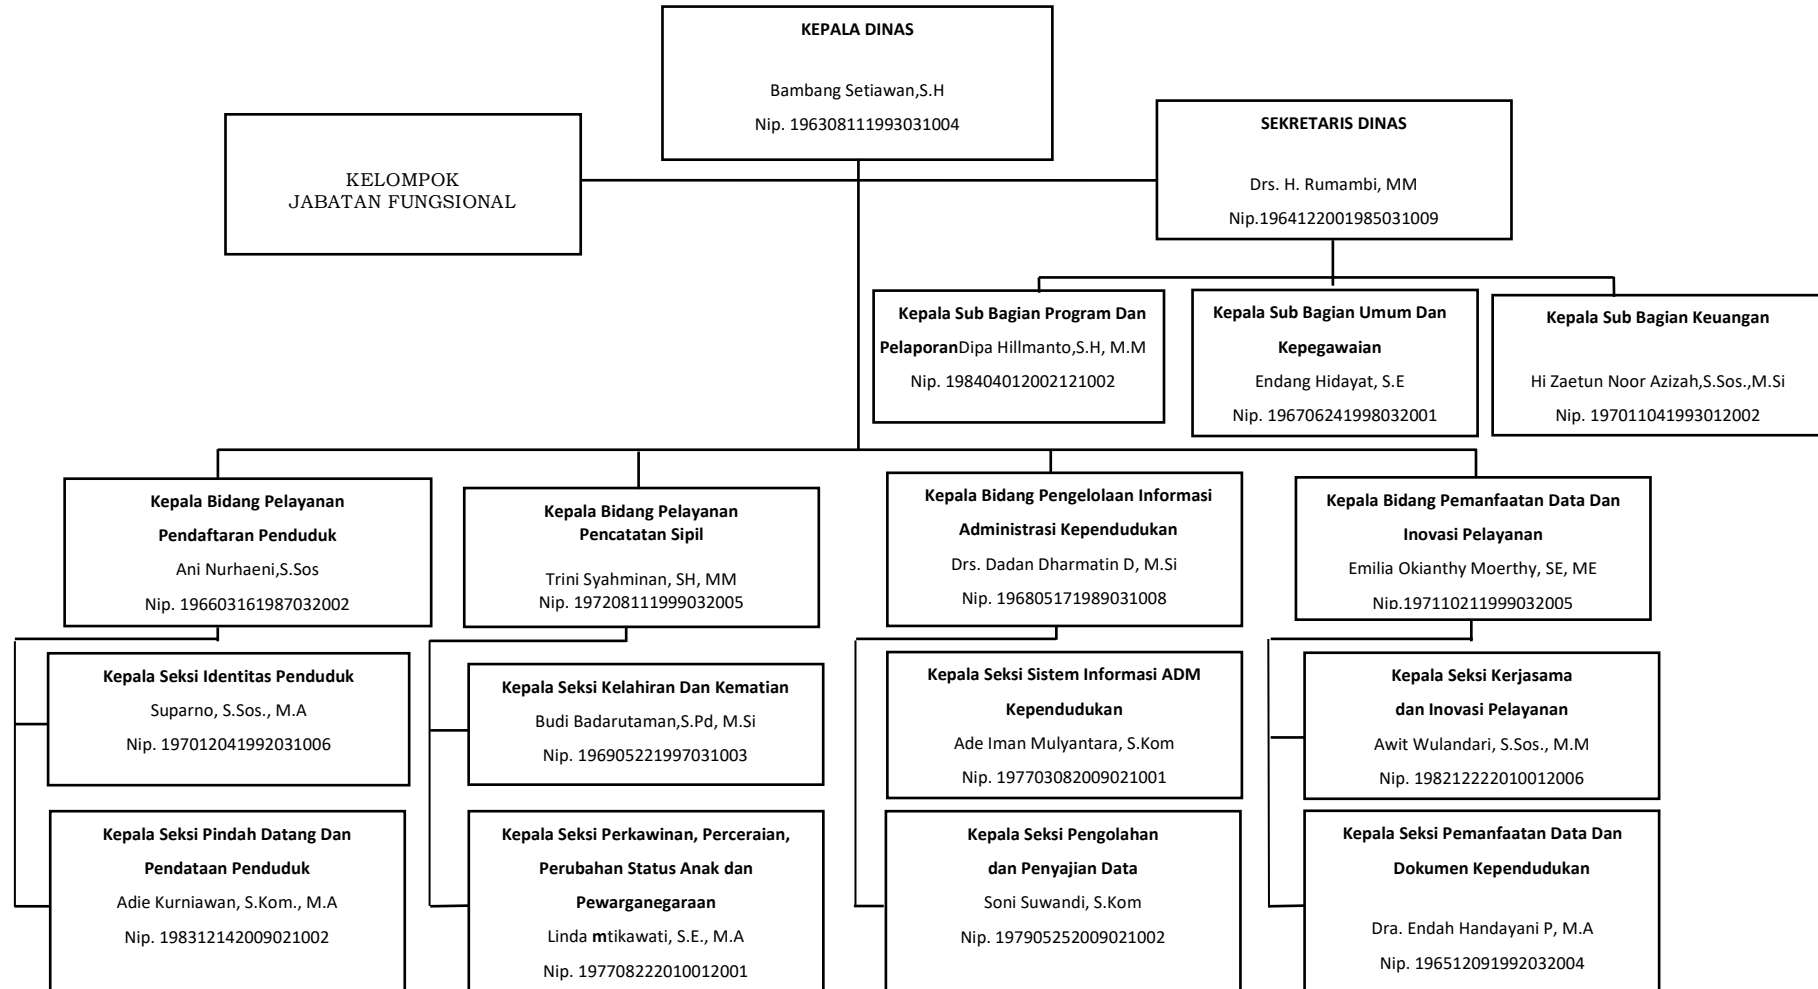 KEPALA DINAS
Bambang Setiawan,S.H
Nip. 196308111993031004
KELOMPOK
JABATAN FUNGSIONAL
SEKRETARIS DINAS
Drs. H. Rumambi, MM
Nip.1964122001985031009
Kepala Sub Bagian Program Dan
PelaporanDipa Hillmanto,S.H, M.M
Nip. 198404012002121002
Kepala Sub Bagian Umum Dan
Kepegawaian
Endang Hidayat, S.E
Nip. 196706241998032001
Kepala Sub Bagian Keuangan
Hi Zaetun Noor Azizah,S.Sos.,M.Si
Nip. 197011041993012002
Kepala Bidang Pelayanan
Pendaftaran Penduduk
Ani Nurhaeni,S.Sos
Nip. 196603161987032002
Kepala Bidang Pelayanan
Pencatatan Sipil
Trini Syahminan, SH, MM
Nip. 197208111999032005
Kepala Bidang Pengelolaan Informasi
Administrasi Kependudukan
Drs. Dadan Dharmatin D, M.Si
Nip. 196805171989031008
Kepala Bidang Pemanfaatan Data Dan
Inovasi Pelayanan
Emilia Okianthy Moerthy, SE, ME
Nip.197110211999032005
Kepala Seksi Identitas Penduduk
Suparno, S.Sos., M.A
Nip. 197012041992031006
Kepala Seksi Kelahiran Dan Kematian
Budi Badarutaman,S.Pd, M.Si
Nip. 196905221997031003
Kepala Seksi Sistem Informasi ADM
Kependudukan
Ade Iman Mulyantara, S.Kom
Nip. 197703082009021001
Kepala Seksi Kerjasama
dan Inovasi Pelayanan
Awit Wulandari, S.Sos., M.M
Nip. 198212222010012006
Kepala Seksi Pindah Datang Dan
Pendataan Penduduk
Adie Kurniawan, S.Kom., M.A
Nip. 198312142009021002
Kepala Seksi Perkawinan, Perceraian,
Perubahan Status Anak dan
Pewarganegaraan
Linda mtikawati, S.E., M.A
Nip. 197708222010012001
Kepala Seksi Pengolahan
dan Penyajian Data
Soni Suwandi, S.Kom
Nip. 197905252009021002
Kepala Seksi Pemanfaatan Data Dan
Dokumen Kependudukan
Dra. Endah Handayani P, M.A
Nip. 196512091992032004